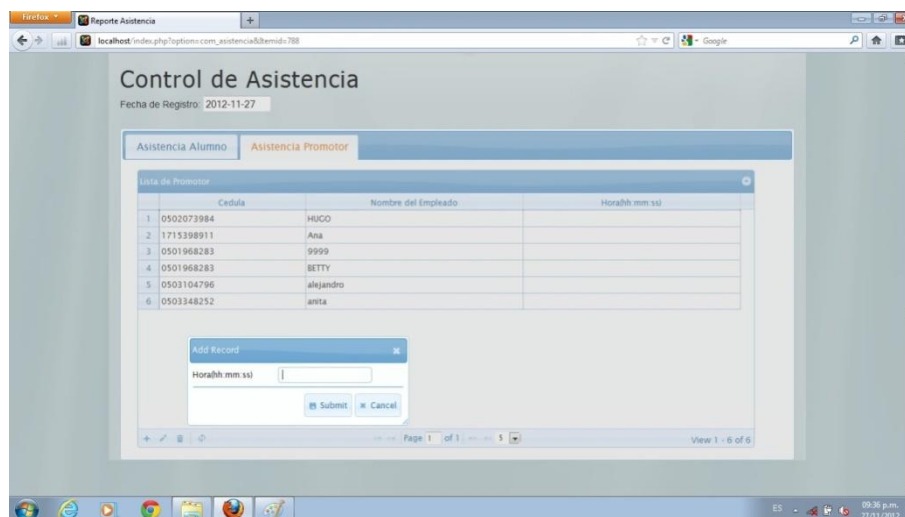 Firefox
Reporte Asistencia
localhost/index.php?option=com_asistencia&Itemid=788
Google
Control de Asistencia
Fecha de Registro: 2012-11-27
Asistencia Alumno Asistencia Promotor
Lista de Promotor
Cedula Nombre del Empleado Hora(hh:mm:ss)
1 0502073984 HUGO
2 1715398911 Ana
3 0501968283 9999
4 0501968283 BETTY
5 0503104796 alejandro
6 0503348252 anita
Add Record
Hora(hh:mm:ss)
Submit Cancel
Page 1 of 1 5 View 1 - 6 of 6
ES 09:36 p.m.
27/11/2012